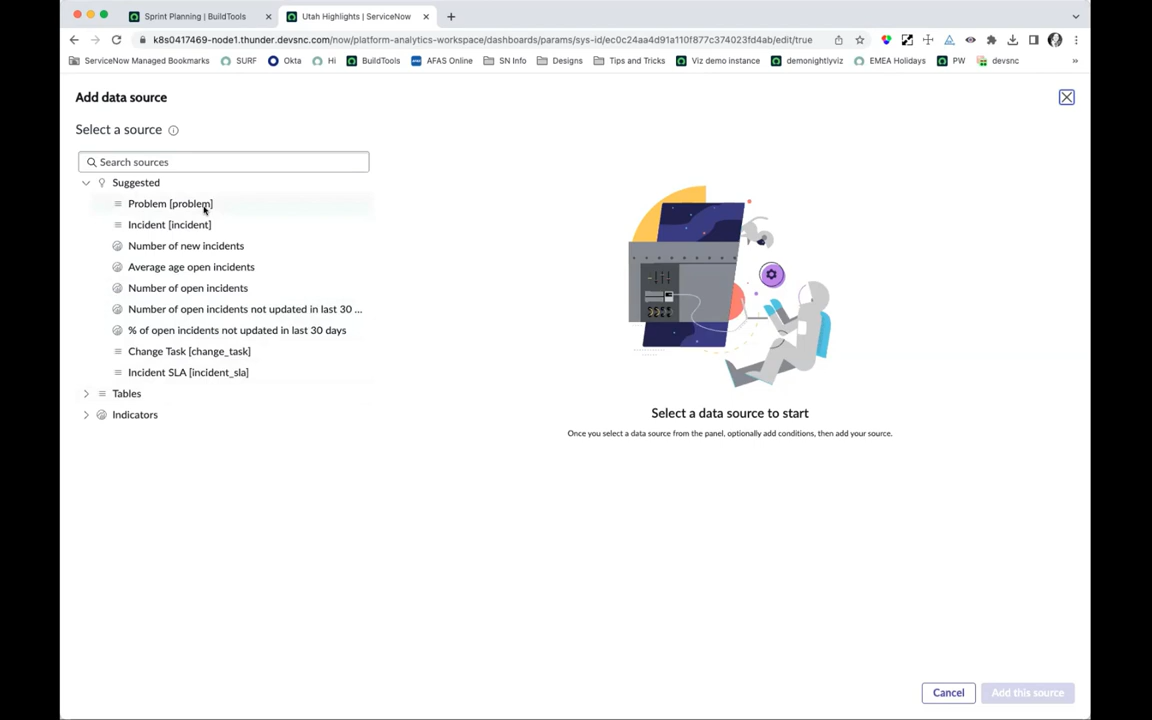 Sprint Planning | BuildTools
Utah Highlights | ServiceNow
k8s0417469-node1.thunder.devsnc.com/now/platform-analytics-workspace/dashboards/params/sys-id/ec0c24aa4d91a110f877c374023fd4ab/edit/true
ServiceNow Managed Bookmarks SURF Okta Hi BuildTools AFAS Online SN Info Designs Tips and Tricks Viz demo instance demonightlyviz EMEA Holidays PW devsnc »
Add data source
Select a source
Search sources
Suggested
Problem [problem]
Incident [incident]
Number of new incidents
Average age open incidents
Number of open incidents
Number of open incidents not updated in last 30 ...
% of open incidents not updated in last 30 days
Change Task [change_task]
Incident SLA [incident_sla]
Tables
Indicators
Select a data source to start
Once you select a data source from the panel, optionally add conditions, then add your source.
Cancel
Add this source